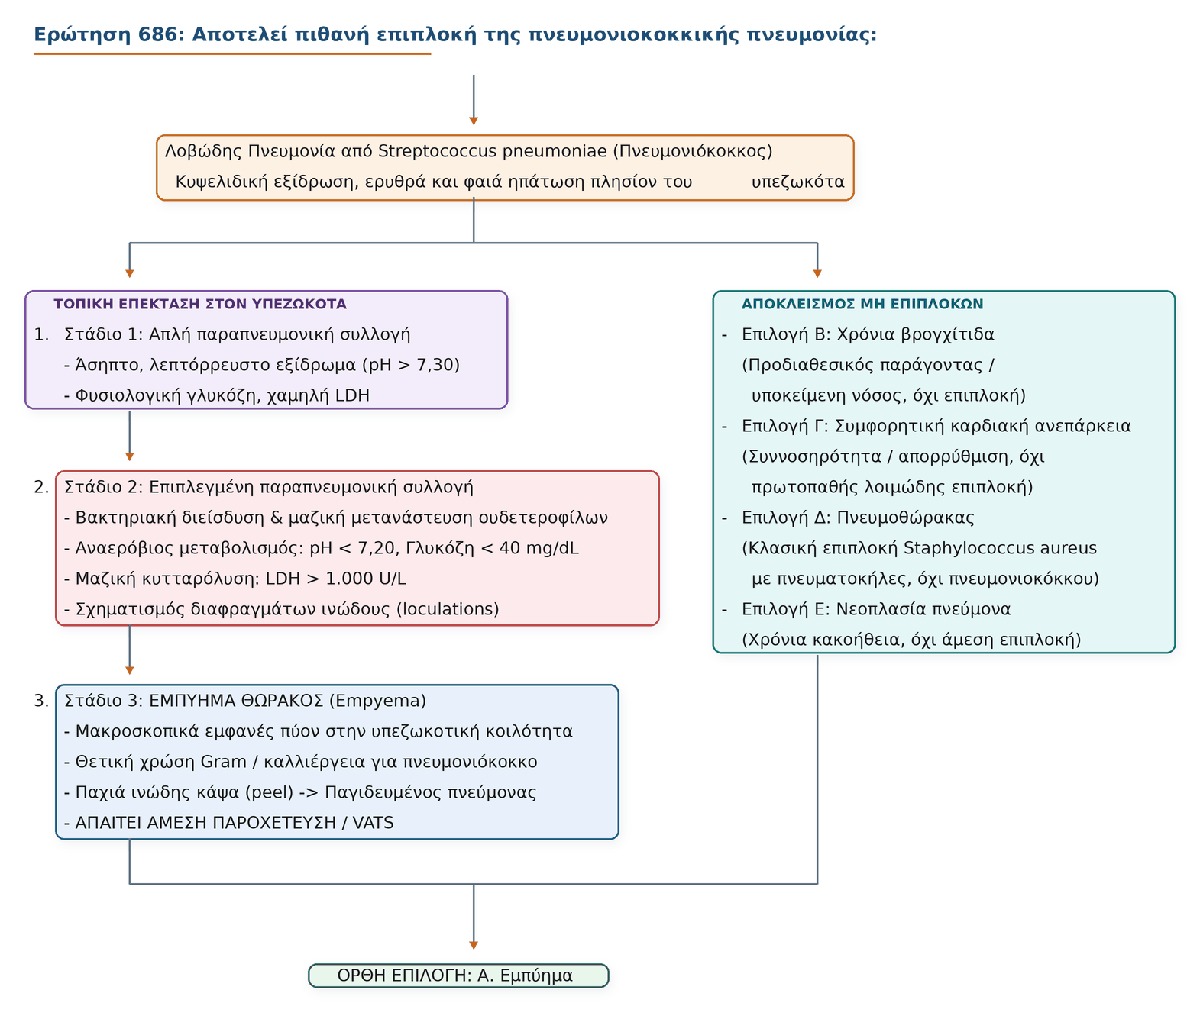 Ερώτηση 686: Αποτελεί πιθανή επιπλοκή της πνευμονιοκοκκικής πνευμονίας:
Λοβώδης Πνευμονία από Streptococcus pneumoniae (Πνευμονιόκοκκος)
Κυψελιδική εξίδρωση, ερυθρά και φαιά ηπάτωση πλησίον του υπεζωκότα
ΤΟΠΙΚΗ ΕΠΕΚΤΑΣΗ ΣΤΟΝ ΥΠΕΖΩΚΟΤΑ
1. Στάδιο 1: Απλή παραπνευμονική συλλογή
- Άσηπτο, λεπτόρρευστο εξίδρωμα (pH > 7,30)
- Φυσιολογική γλυκόζη, χαμηλή LDH
2. Στάδιο 2: Επιπλεγμένη παραπνευμονική συλλογή
- Βακτηριακή διείσδυση & μαζική μετανάστευση ουδετεροφίλων
- Αναερόβιος μεταβολισμός: pH < 7,20, Γλυκόζη < 40 mg/dL
- Μαζική κυτταρόλυση: LDH > 1.000 U/L
- Σχηματισμός διαφραγμάτων ινώδους (loculations)
3. Στάδιο 3: ΕΜΠΥΗΜΑ ΘΩΡΑΚΟΣ (Empyema)
- Μακροσκοπικά εμφανές πύον στην υπεζωκοτική κοιλότητα
- Θετική χρώση Gram / καλλιέργεια για πνευμονιόκοκκο
- Παχιά ινώδης κάψα (peel) -> Παγιδευμένος πνεύμονας
- ΑΠΑΙΤΕΙ ΑΜΕΣΗ ΠΑΡΟΧΕΤΕΥΣΗ / VATS
ΑΠΟΚΛΕΙΣΜΟΣ ΜΗ ΕΠΙΠΛΟΚΩΝ
- Επιλογή Β: Χρόνια βρογχίτιδα
(Προδιαθεσικός παράγοντας /
υποκείμενη νόσος, όχι επιπλοκή)
- Επιλογή Γ: Συμφορητική καρδιακή ανεπάρκεια
(Συννοσηρότητα / απορρύθμιση, όχι
πρωτοπαθής λοιμώδης επιπλοκή)
- Επιλογή Δ: Πνευμοθώρακας
(Κλασική επιπλοκή Staphylococcus aureus
με πνευματοκήλες, όχι πνευμονιοκόκκου)
- Επιλογή Ε: Νεοπλασία πνεύμονα
(Χρόνια κακοήθεια, όχι άμεση επιπλοκή)
ΟΡΘΗ ΕΠΙΛΟΓΗ: Α. Εμπύημα